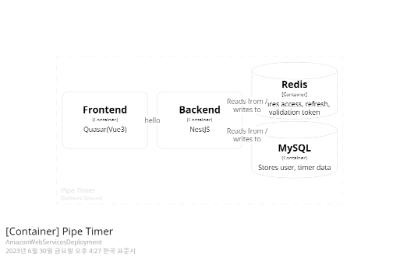 Frontend
[Container]
Quasar(Vue3)
hello
Backend
[Container]
NestJS
Reads from /
writes to
Redis
[Container]
res access, refresh,
validation token
Reads from /
writes to
MySQL
[Container]
Stores user, timer data
Pipe Timer
[Container] Pipe Timer
AmazonWebServicesDeployment
2023년 6월 30일 금요일 오후 4:27 한국 표준시